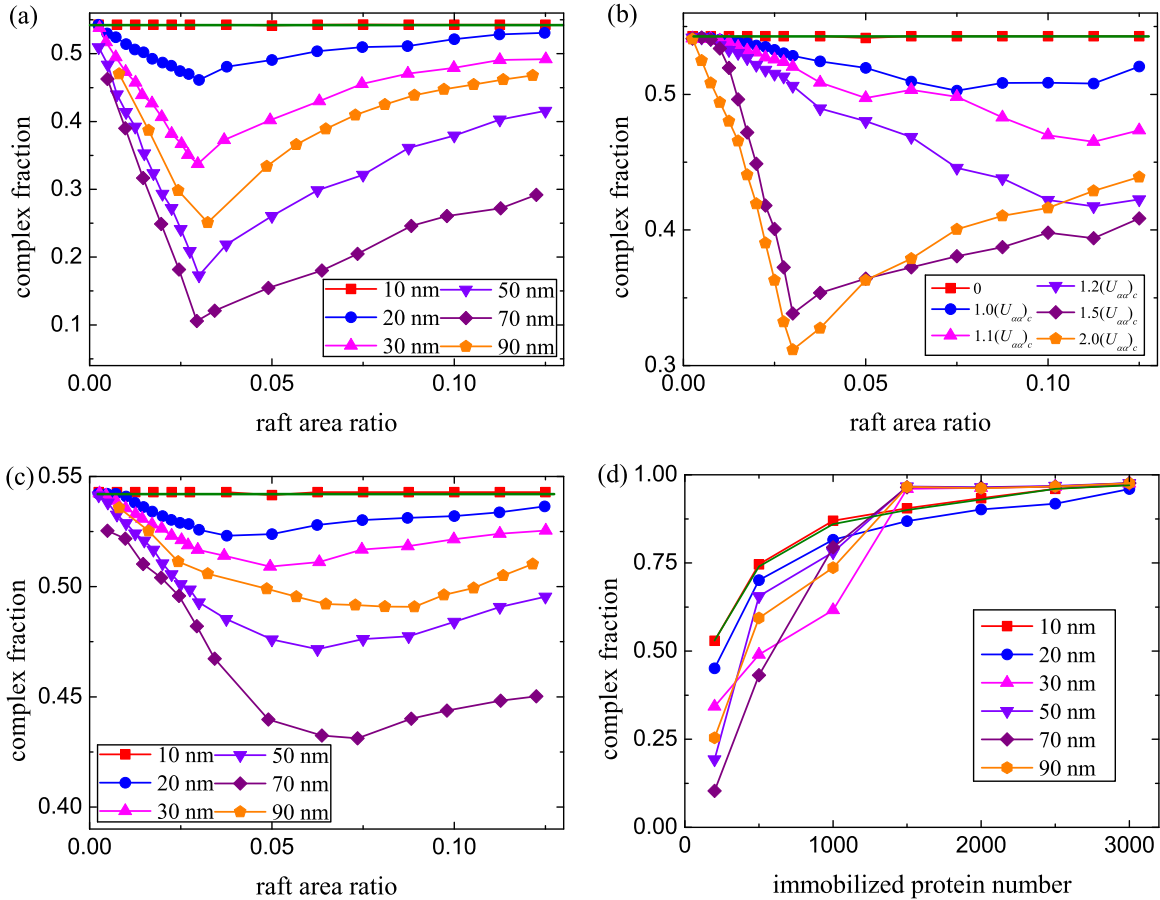 (a)
complex fraction
0.5
0.4
0.3
0.2
0.1
0.00
0.05
0.10
raft area ratio
10 nm
50 nm
20 nm
70 nm
30 nm
90 nm
(b)
complex fraction
0.5
0.4
0.3
0.00
0.05
0.10
raft area ratio
0
1.2(Uαα)c
1.0(Uαα)c
1.5(Uαα)c
1.1(Uαα)c
2.0(Uαα)c
(c)
complex fraction
0.55
0.50
0.45
0.40
0.00
0.05
0.10
raft area ratio
10 nm
50 nm
20 nm
70 nm
30 nm
90 nm
(d)
complex fraction
1.00
0.75
0.50
0.25
0.00
0
1000
2000
3000
immobilized protein number
10 nm
20 nm
30 nm
50 nm
70 nm
90 nm